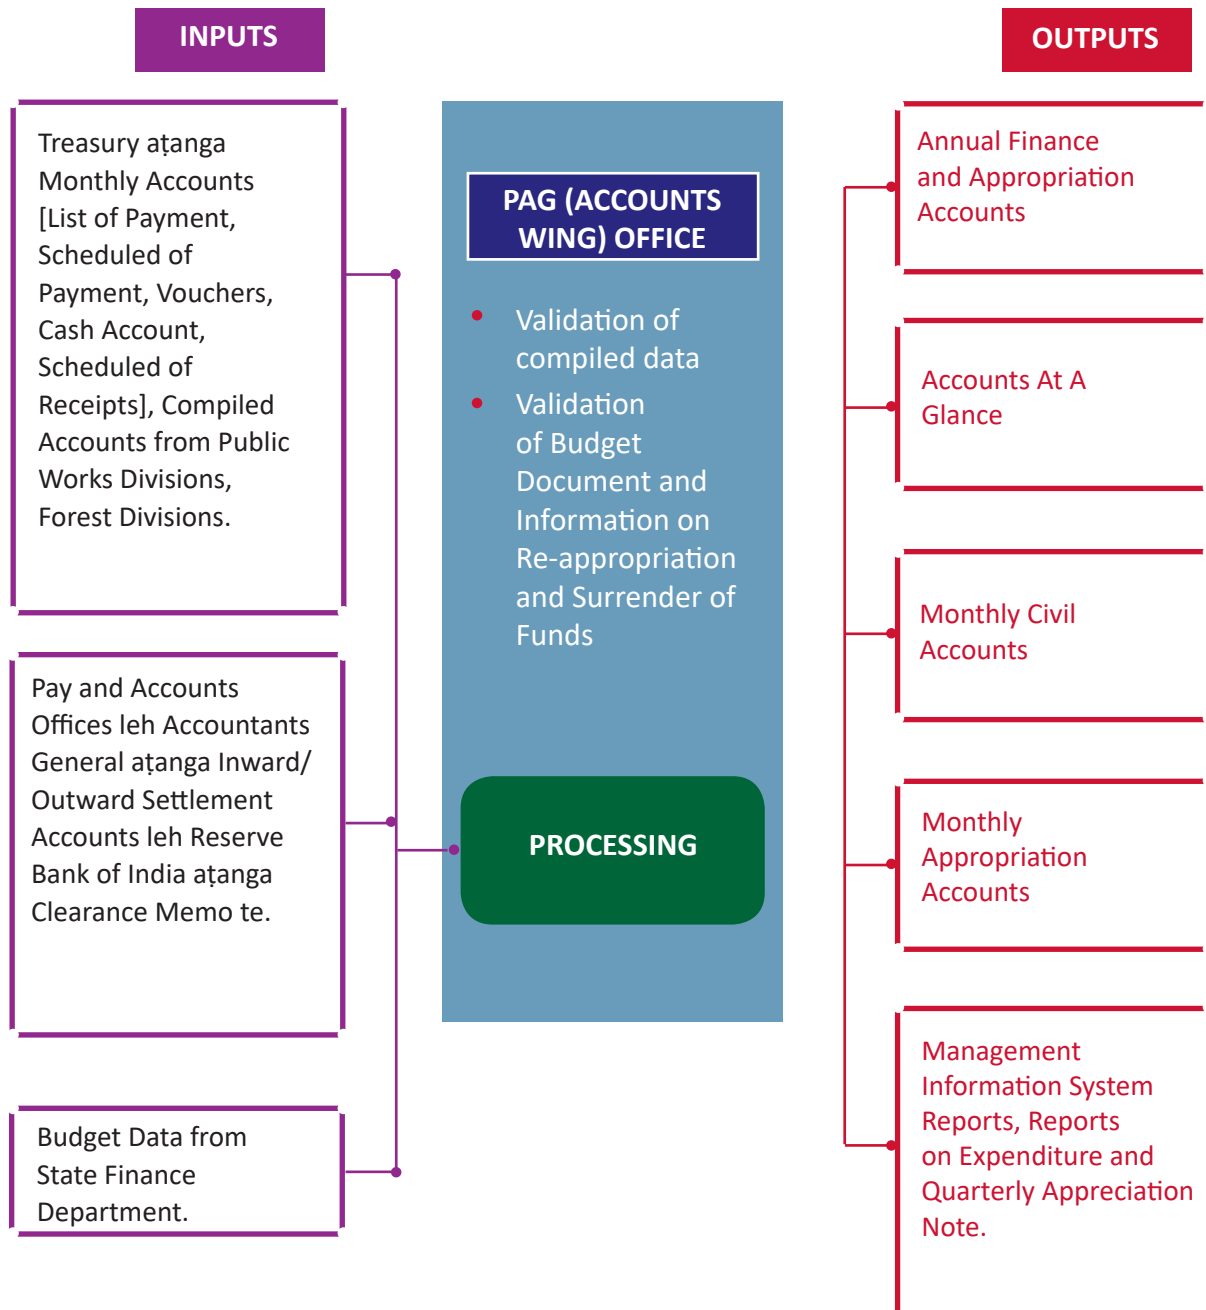 INPUTS
Treasury aṭanga
Monthly Accounts
[List of Payment,
Scheduled of
Payment, Vouchers,
Cash Account,
Scheduled of
Receipts], Compiled
Accounts from Public
Works Divisions,
Forest Divisions.
Pay and Accounts
Offices leh Accountants
General aṭanga Inward/
Outward Settlement
Accounts leh Reserve
Bank of India aṭanga
Clearance Memo te.
Budget Data from
State Finance
Department.
PAG (ACCOUNTS
WING) OFFICE
• Validation of
compiled data
• Validation
of Budget
Document and
Information on
Re-appropriation
and Surrender of
Funds
PROCESSING
OUTPUTS
Annual Finance
and Appropriation
Accounts
Accounts At A
Glance
Monthly Civil
Accounts
Monthly
Appropriation
Accounts
Management
Information System
Reports, Reports
on Expenditure and
Quarterly Appreciation
Note.